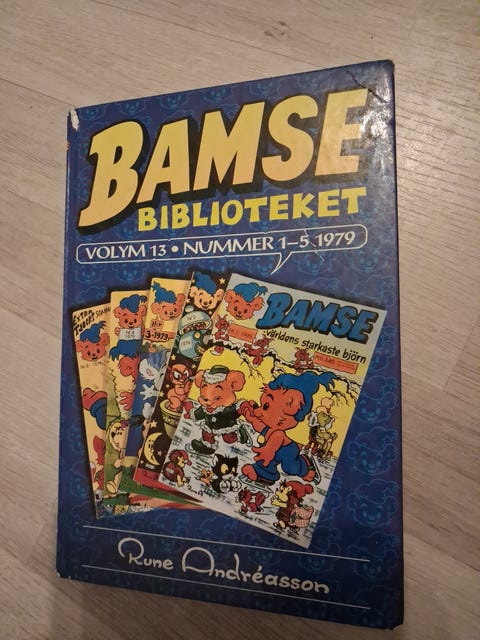 BAMSE
BIBLIOTEKET
VOLYM 13 • NUMMER 1–5 1979
BAMSE
världens starkaste björn
Rune Andréasson